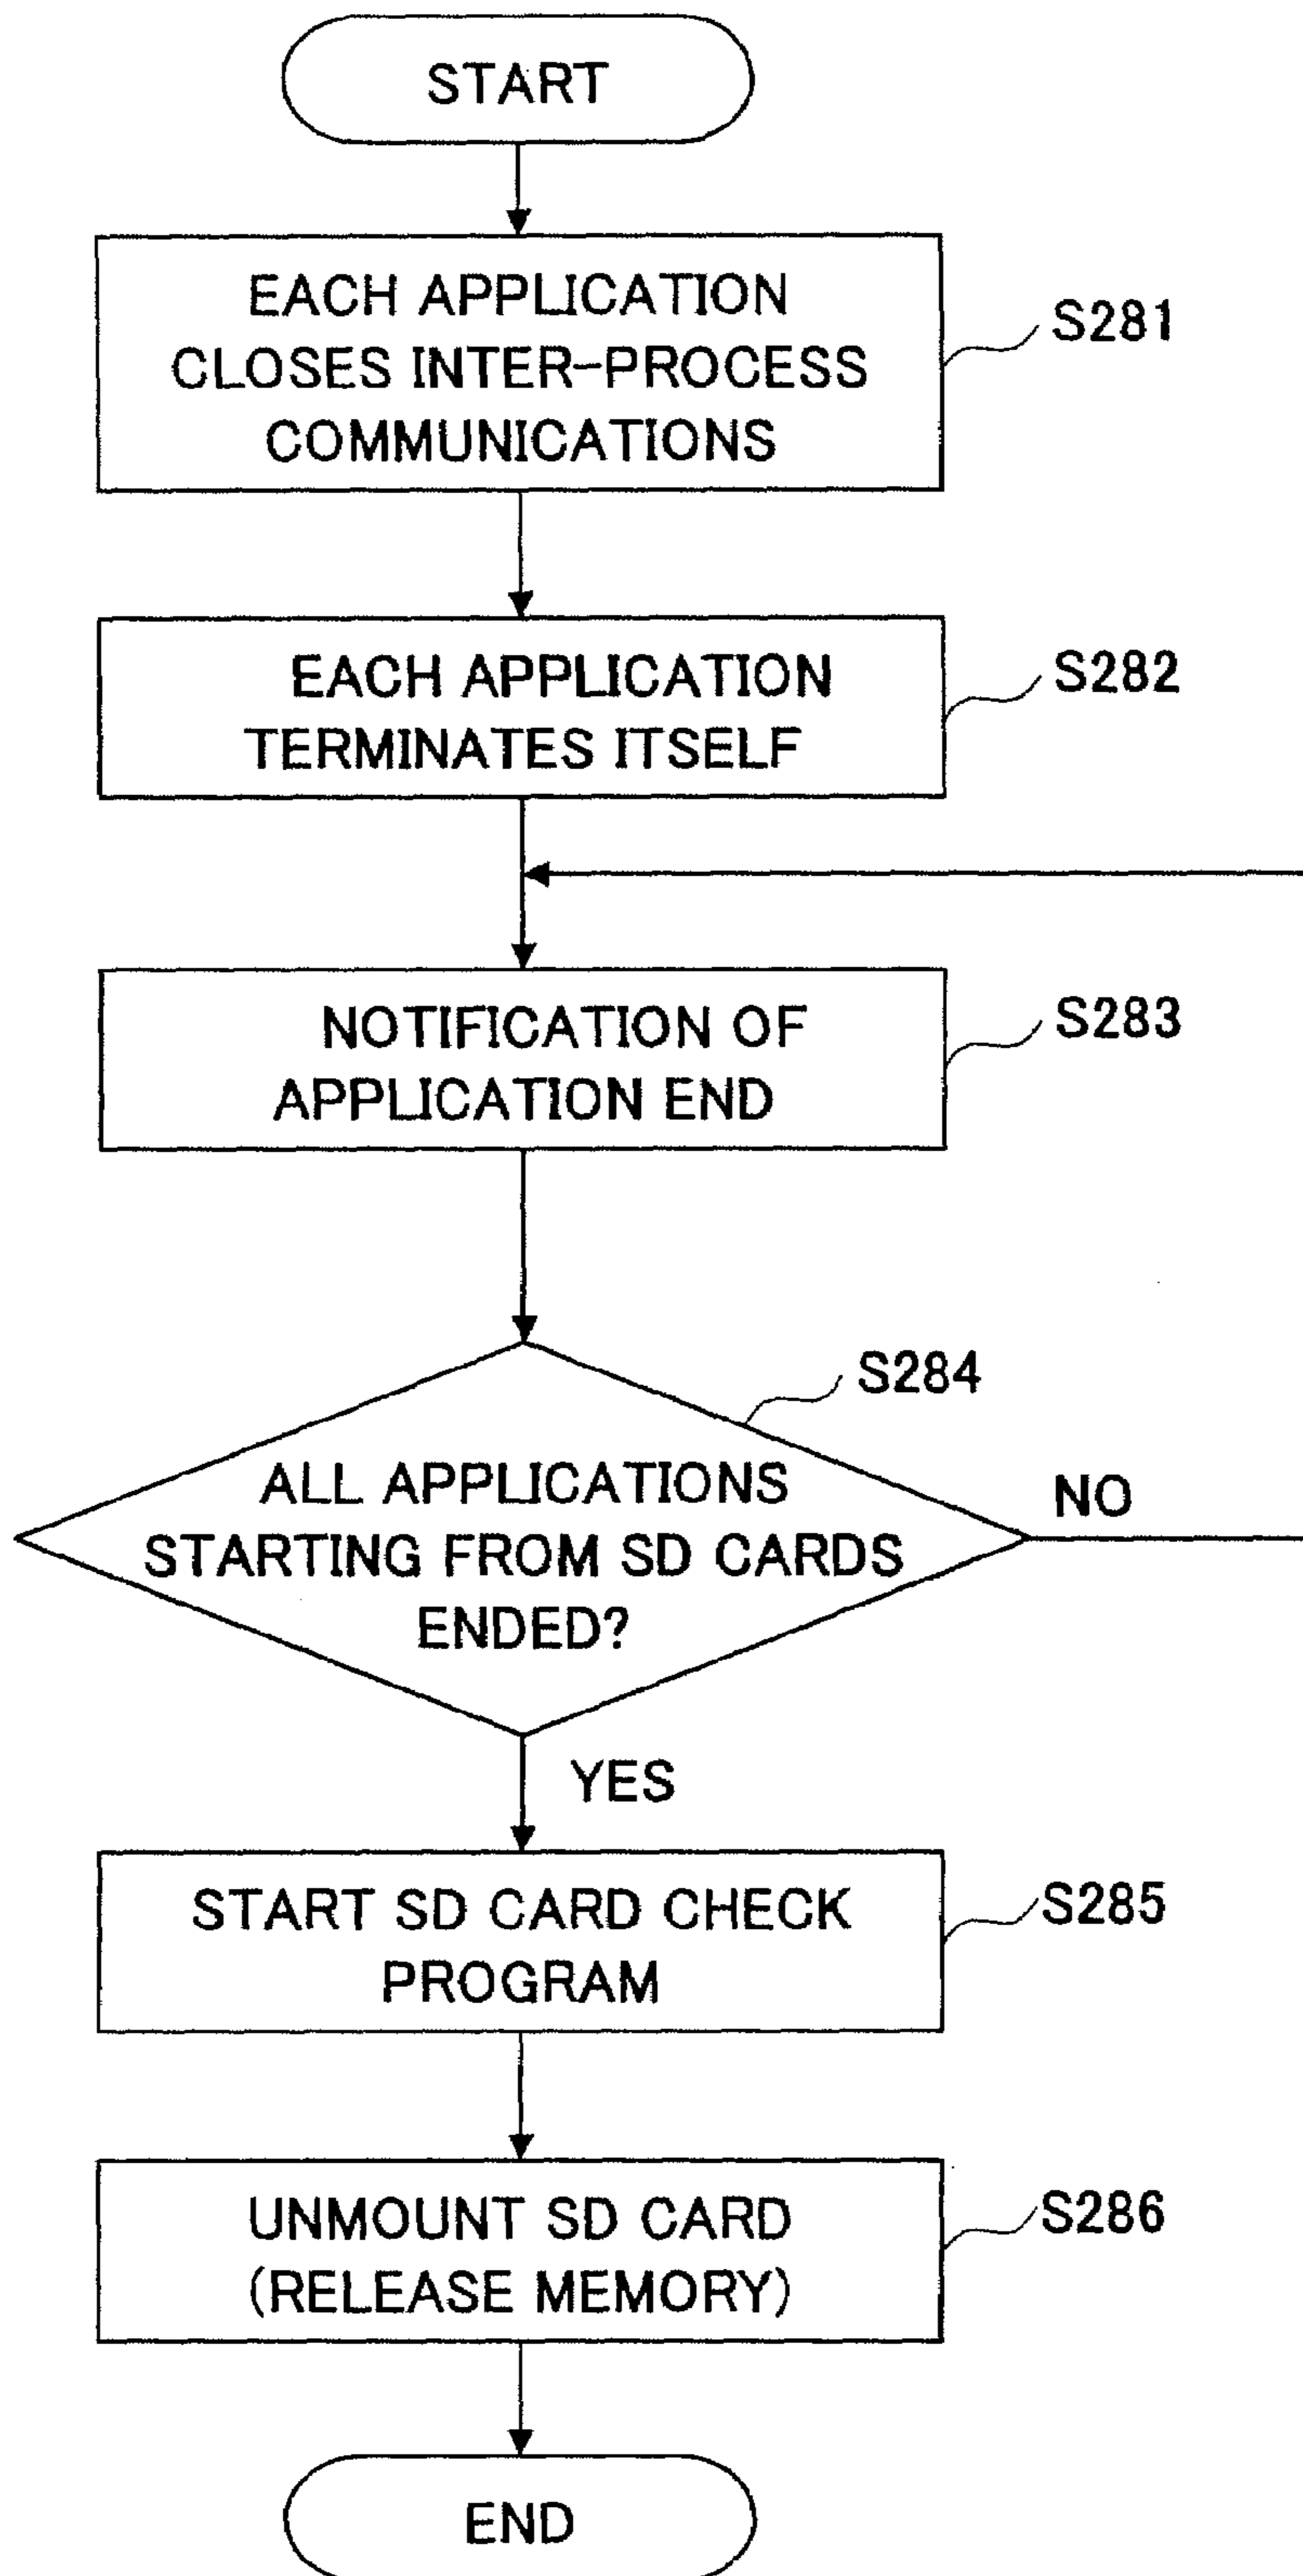 START
EACH APPLICATION
CLOSES INTER-PROCESS
COMMUNICATIONS
S281
EACH APPLICATION
TERMINATES ITSELF
S282
NOTIFICATION OF
APPLICATION END
S283
S284
ALL APPLICATIONS
STARTING FROM SD CARDS
ENDED?
NO
YES
START SD CARD CHECK
PROGRAM
S285
UNMOUNT SD CARD
(RELEASE MEMORY)
S286
END